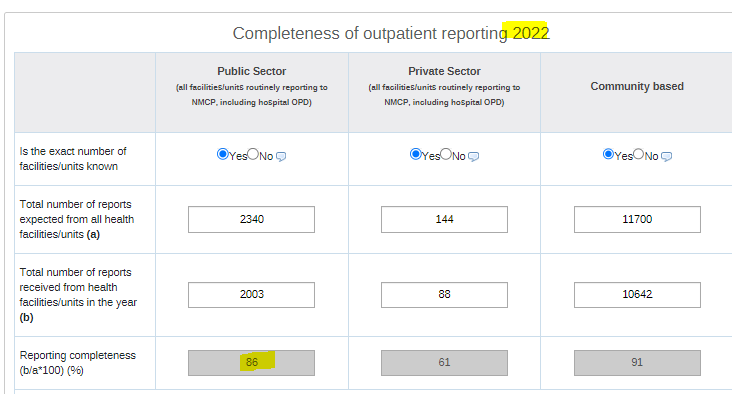 Completeness of outpatient reporting 2022
Public Sector
(all facilities/units routinely reporting to
NMCP, including hospital OPD)
Private Sector
(all facilities/units routinely reporting to
NMCP, including hospital OPD)
Community based
Is the exact number of
facilities/units known
Yes No
Yes No
Yes No
Total number of reports
expected from all health
facilities/units (a)
2340
144
11700
Total number of reports
received from health
facilities/units in the year
(b)
2003
88
10642
Reporting completeness
(b/a*100) (%)
86
61
91